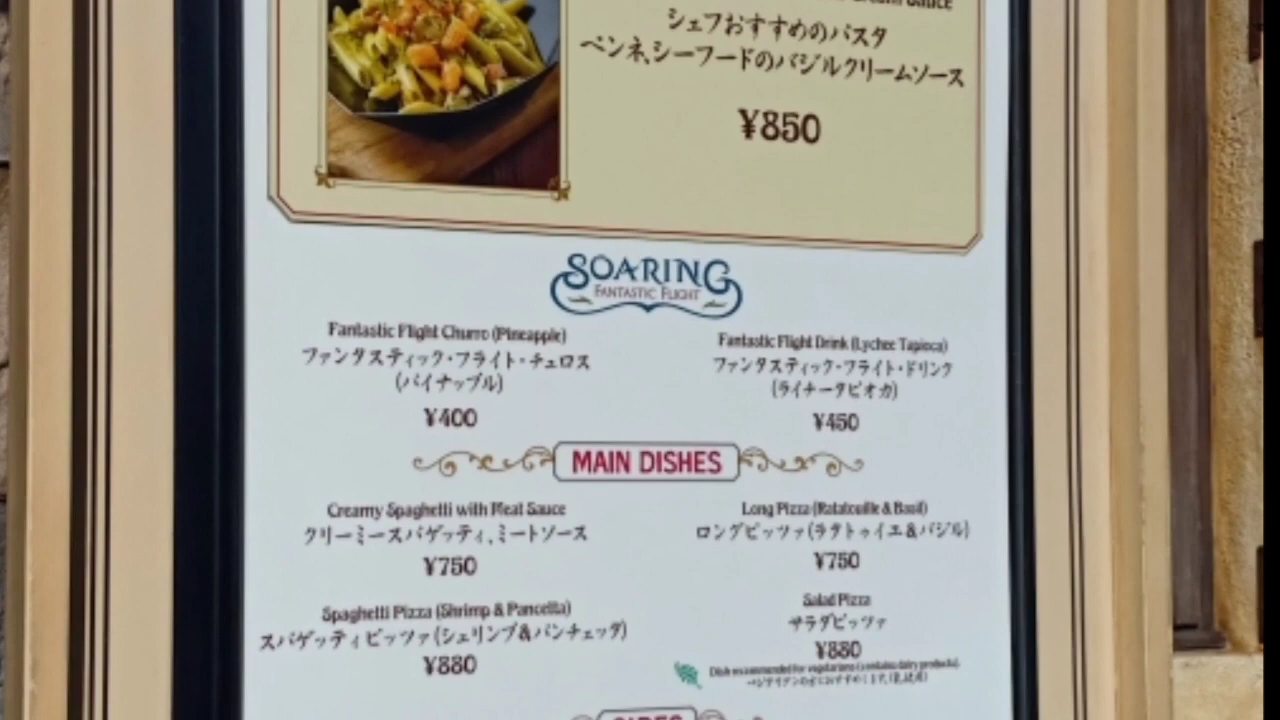 Cream Sauce
シェフおすすめのパスタ
ペンネ、シーフードのバジルクリームソース
¥850
SOARING
FANTASTIC FLIGHT
Fantastic Flight Churro (Pineapple)
ファンタスティック・フライト・チュロス
(パイナップル)
¥400
Fantastic Flight Drink (Lychee Tapioca)
ファンタスティック・フライト・ドリンク
(ライチータピオカ)
¥450
MAIN DISHES
Creamy Spaghetti with Meat Sauce
クリーミースパゲッティ、ミートソース
¥750
Long Pizza (Ratatouille & Basil)
ロングピッツァ(ラタトゥイユ&バジル)
¥750
Spaghetti Pizza (Shrimp & Pancetta)
スパゲッティピッツァ(シュリンプ&パンチェッタ)
¥880
Salad Pizza
サラダピッツァ
¥880
Dish recommended for vegetarians (contains dairy products).
SIDES